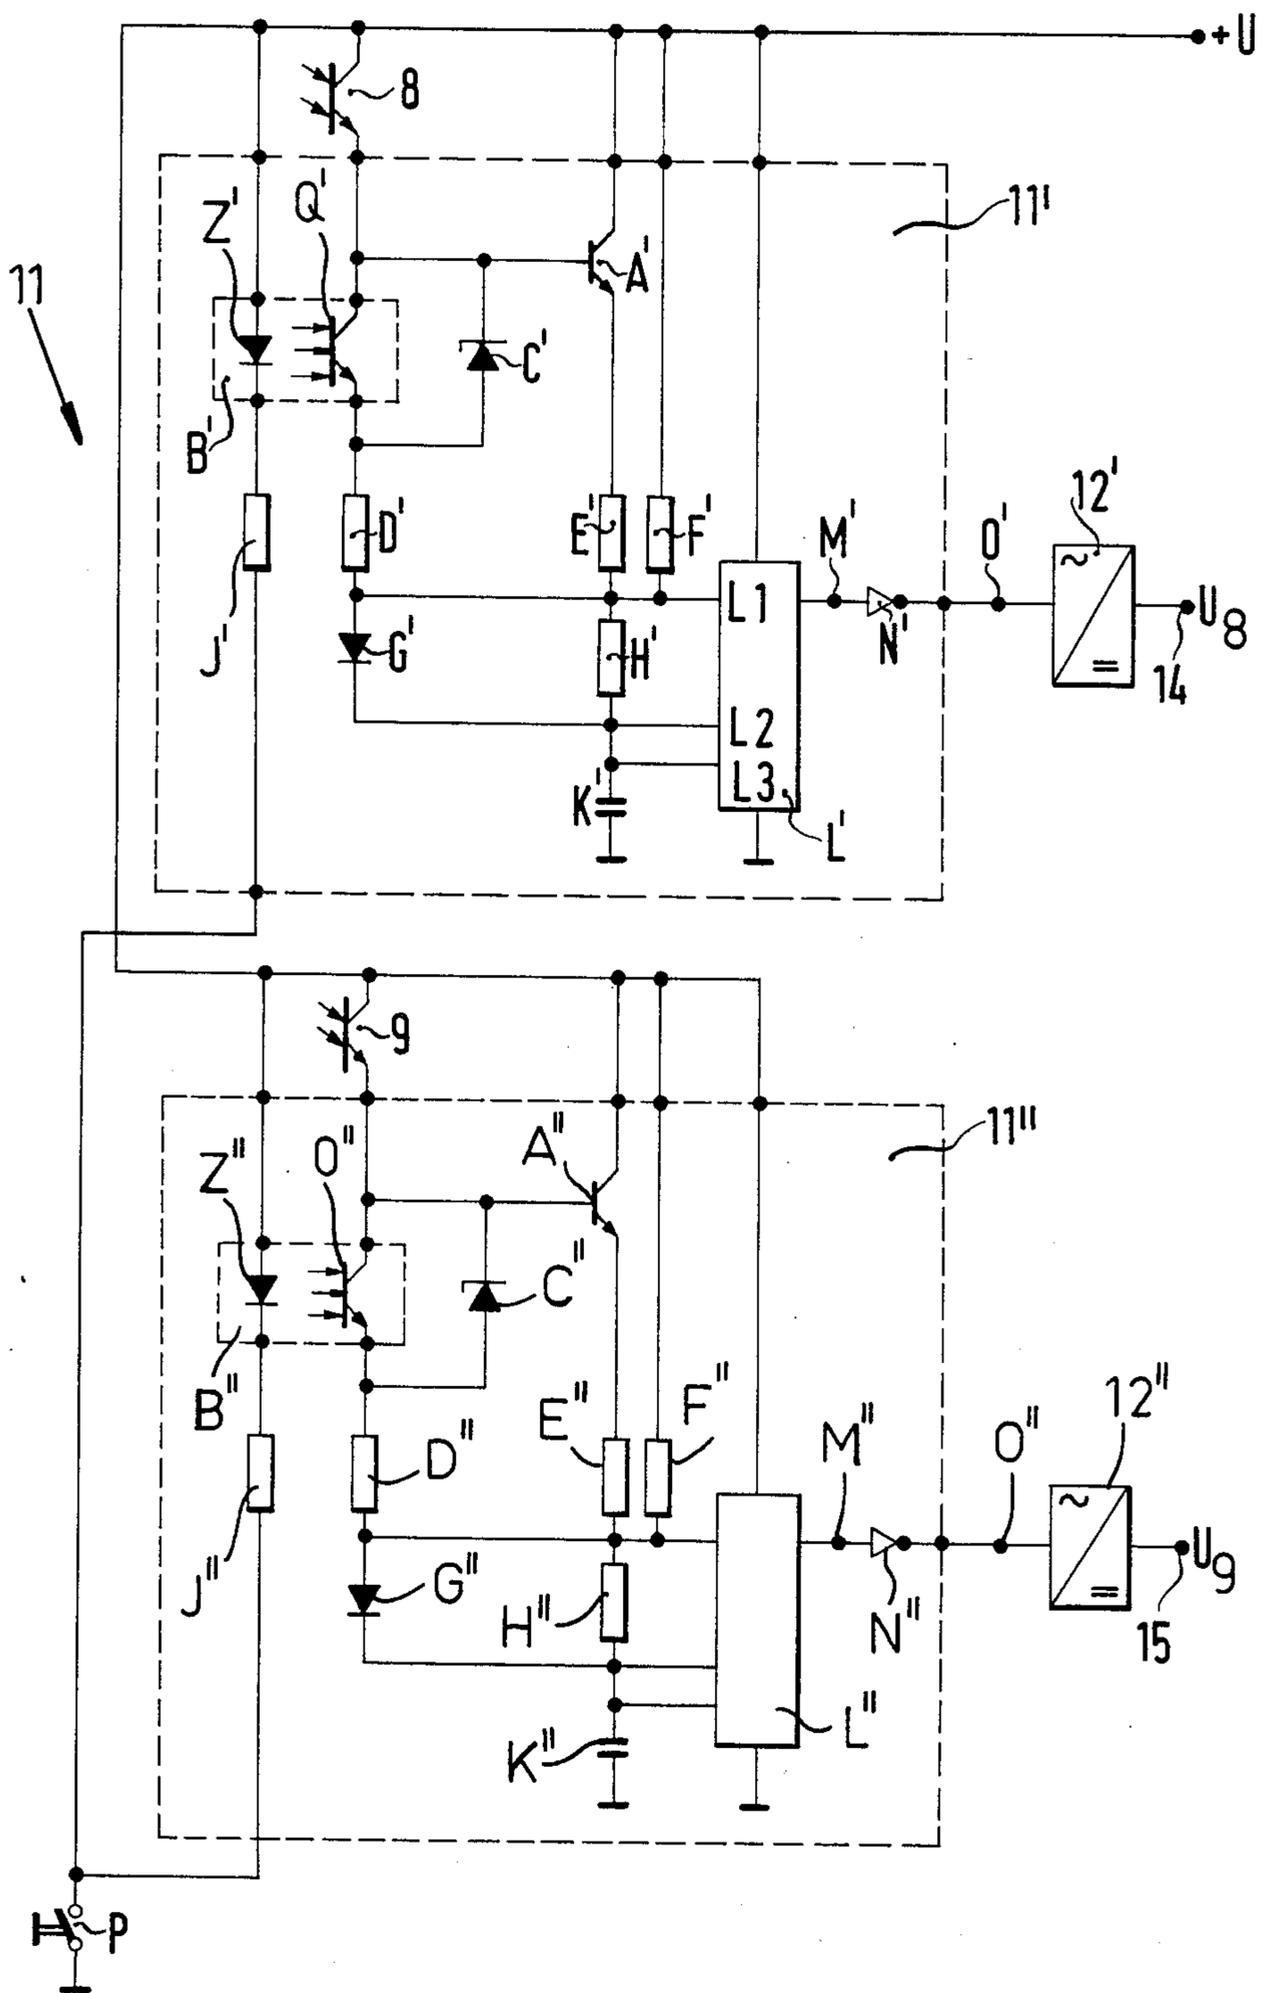 +U
8
11'
Z'
Q'
A'
11
C'
B'
D'
E'
F'
M'
O'
12'
J'
G'
H'
L1
N'
U8
14
L2
K'
L3
L'
9
11"
Z"
O"
A"
C"
B"
D"
E"
F"
M"
O"
12"
J"
G"
H"
N"
U9
15
K"
L"
P